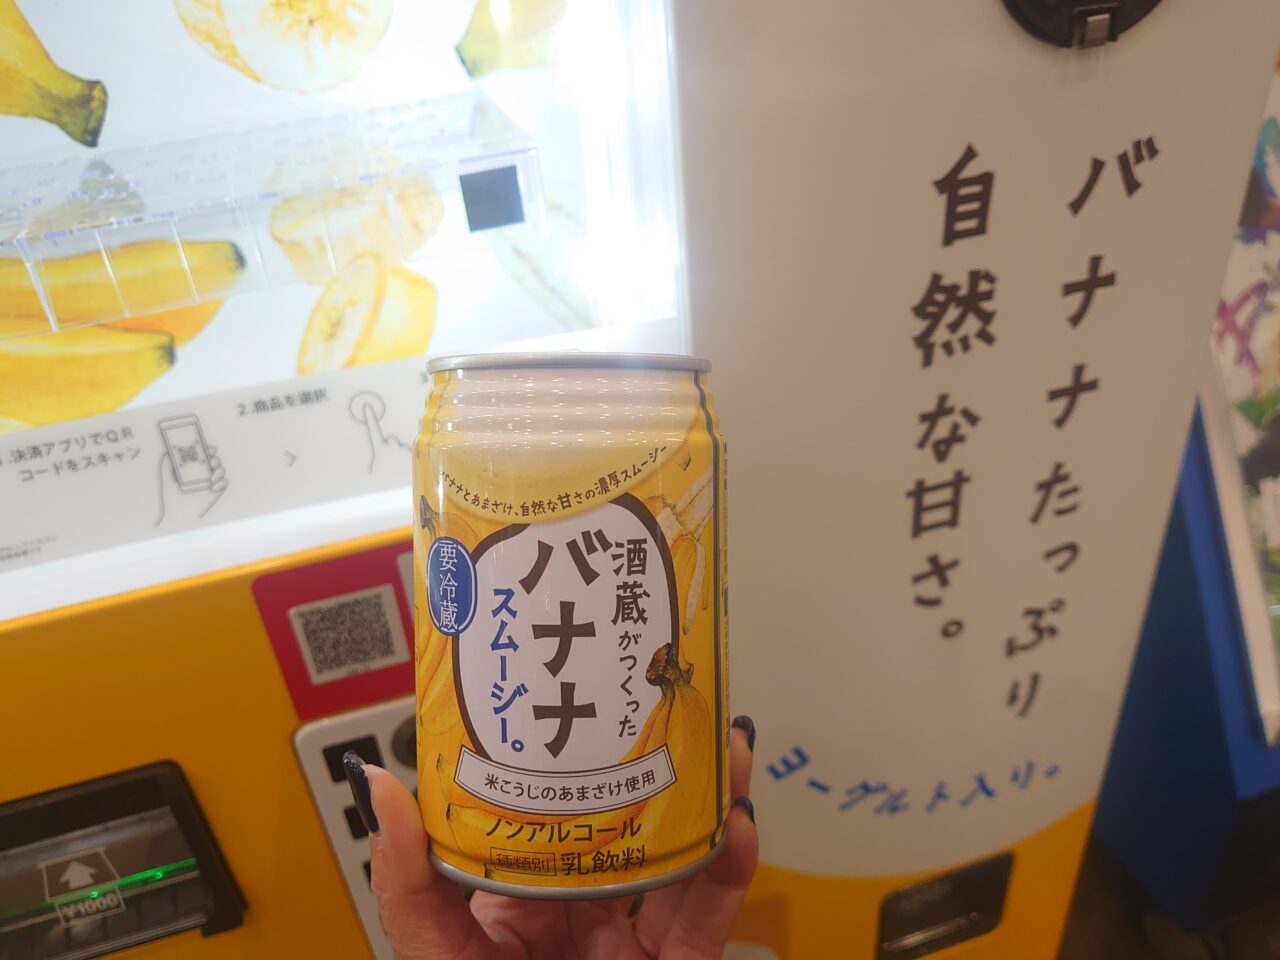 バナナたっぷり
自然な甘さ。
ヨーグルト入り。
1.決済アプリでQR
コードをスキャン
2.商品を選択
バナナとあまざけ、自然な甘さの濃厚スムージー
要冷蔵
酒蔵がつくった
バナナ
スムージー。
米こうじのあまざけ使用
ノンアルコール
種類別 乳飲料
¥1000